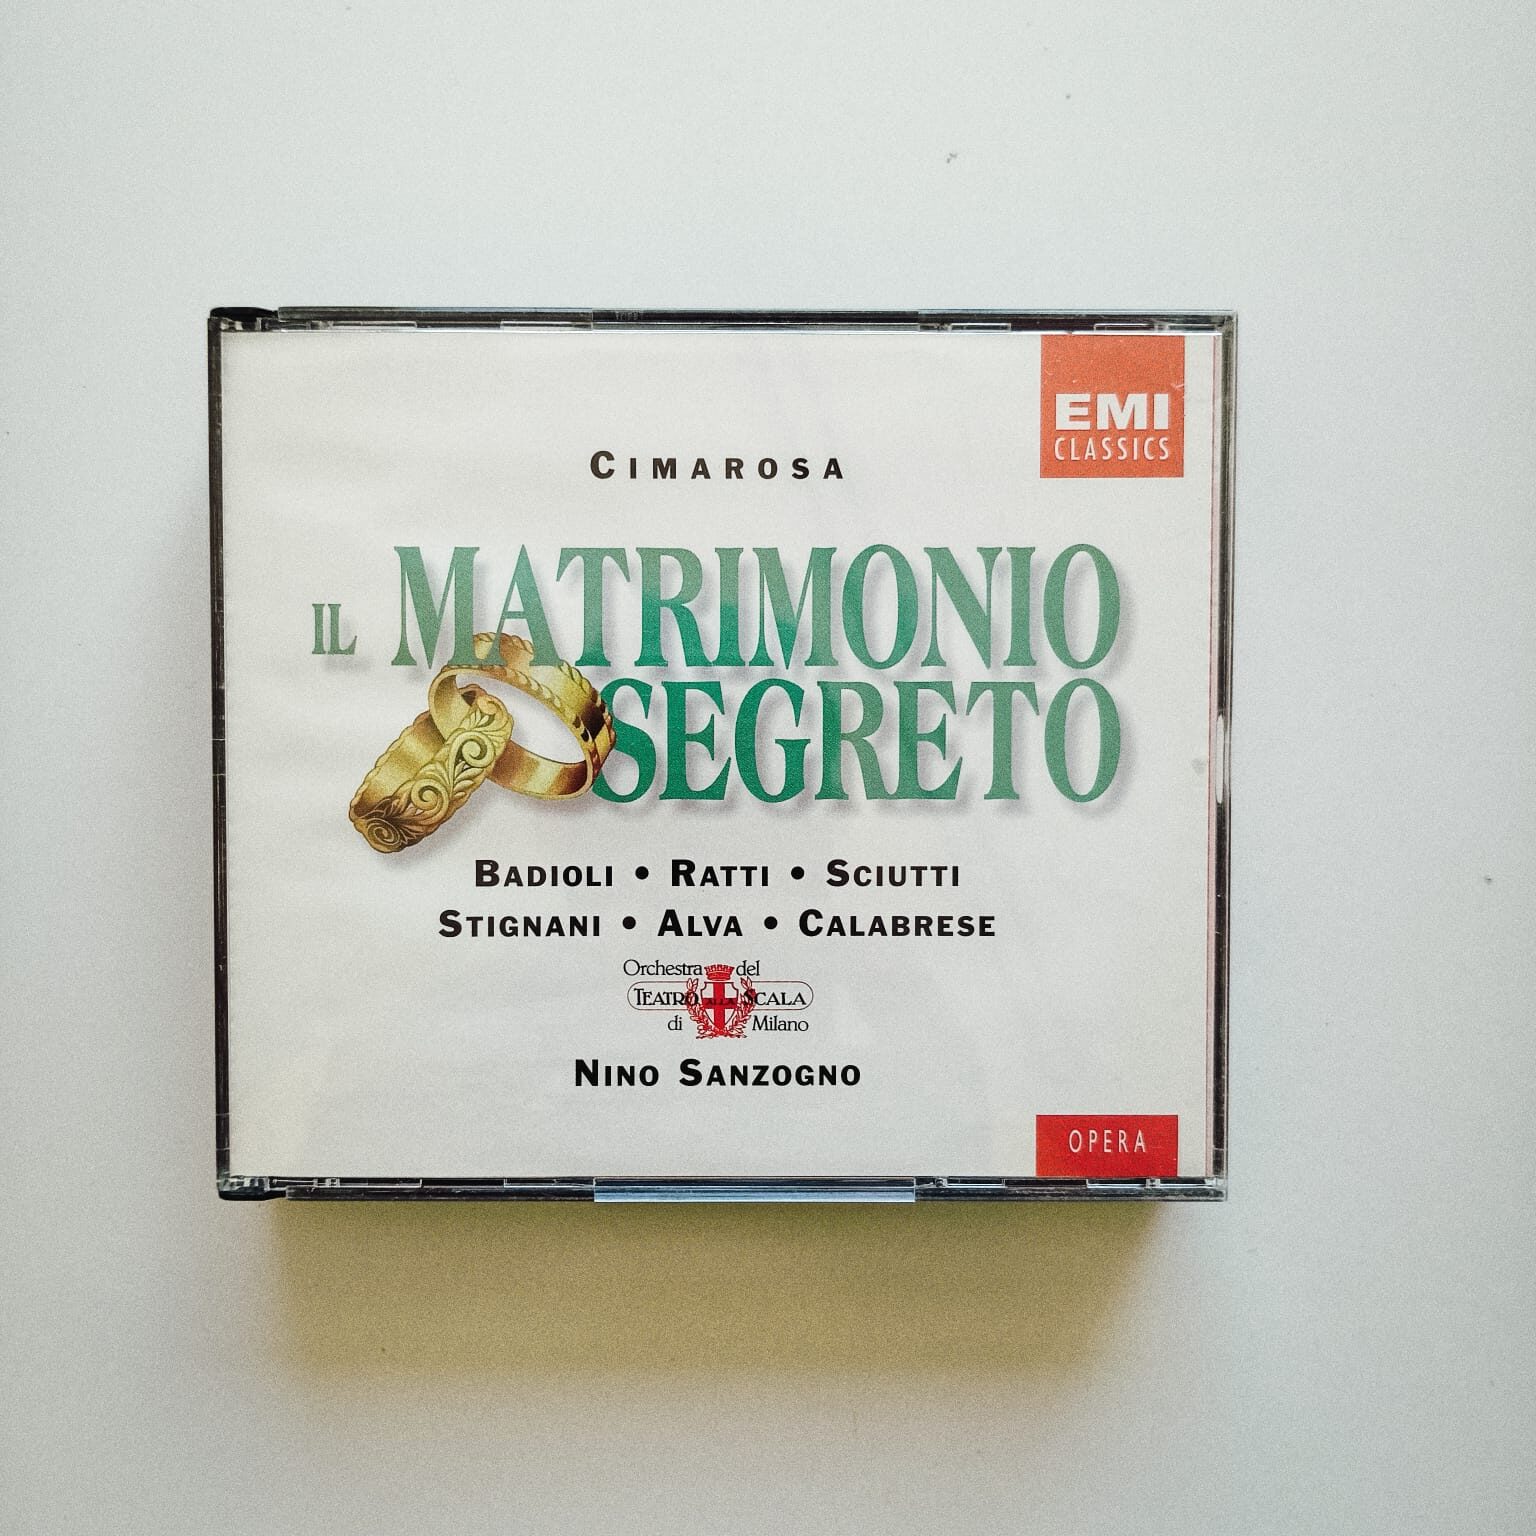 EMI
CLASSICS
CIMAROSA
IL MATRIMONIO
SEGRETO
BADIOLI • RATTI • SCIUTTI
STIGNANI • ALVA • CALABRESE
Orchestra del
TEATRO ALLA SCALA
di Milano
NINO SANZOGNO
OPERA